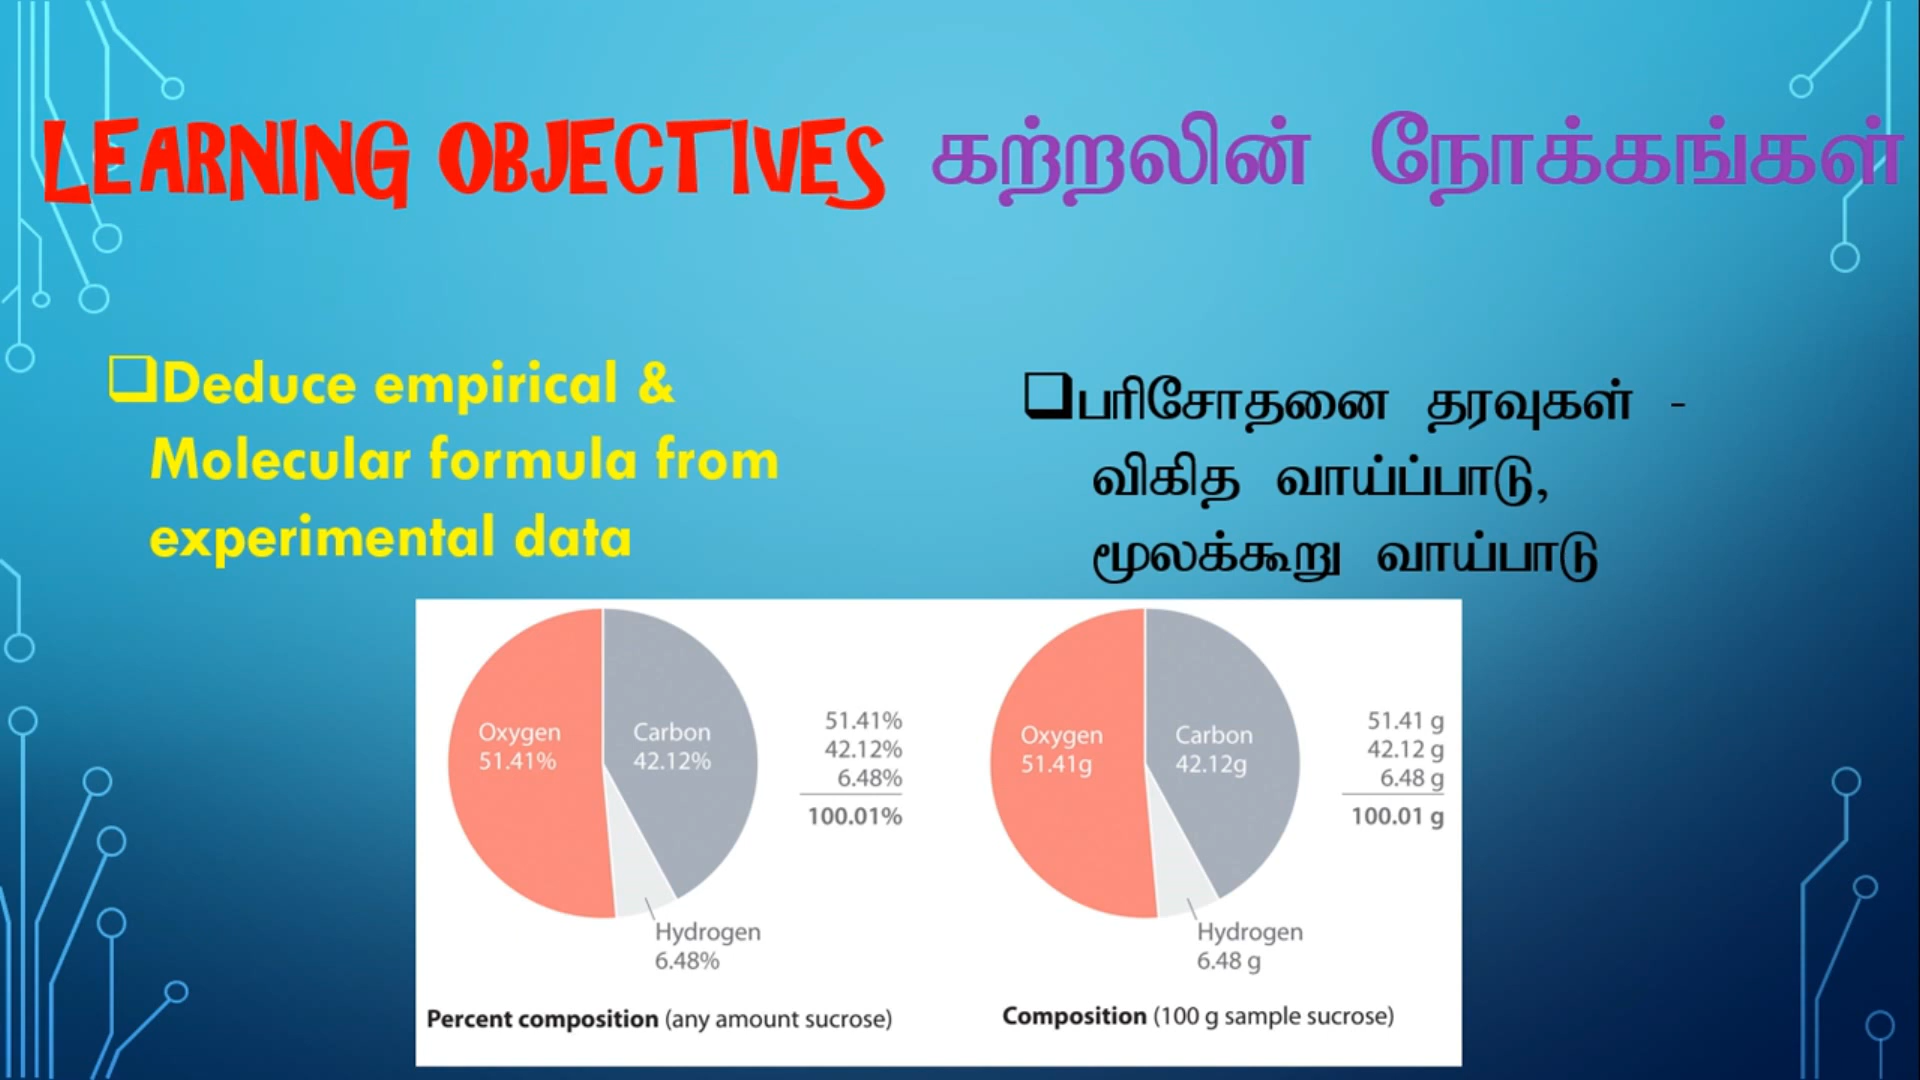 LEARNING OBJECTIVES கற்றலின் நோக்கங்கள்
Deduce empirical &
Molecular formula from
experimental data
பரிசோதனை தரவுகள் -
விகித வாய்ப்பாடு,
மூலக்கூறு வாய்பாடு
Oxygen
51.41%
Carbon
42.12%
Hydrogen
6.48%
51.41%
42.12%
6.48%
100.01%
Percent composition (any amount sucrose)
Oxygen
51.41g
Carbon
42.12g
Hydrogen
6.48 g
51.41 g
42.12 g
6.48 g
100.01 g
Composition (100 g sample sucrose)